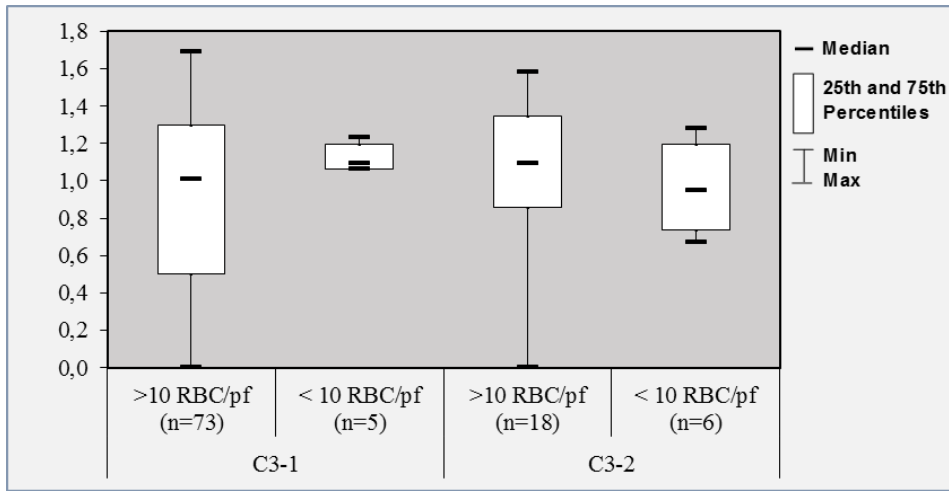 1,8
1,6
1,4
1,2
1,0
0,8
0,6
0,4
0,2
0,0
>10 RBC/pf
(n=73)
< 10 RBC/pf
(n=5)
>10 RBC/pf
(n=18)
< 10 RBC/pf
(n=6)
C3-1
C3-2
Median
25th and 75th
Percentiles
Min
Max